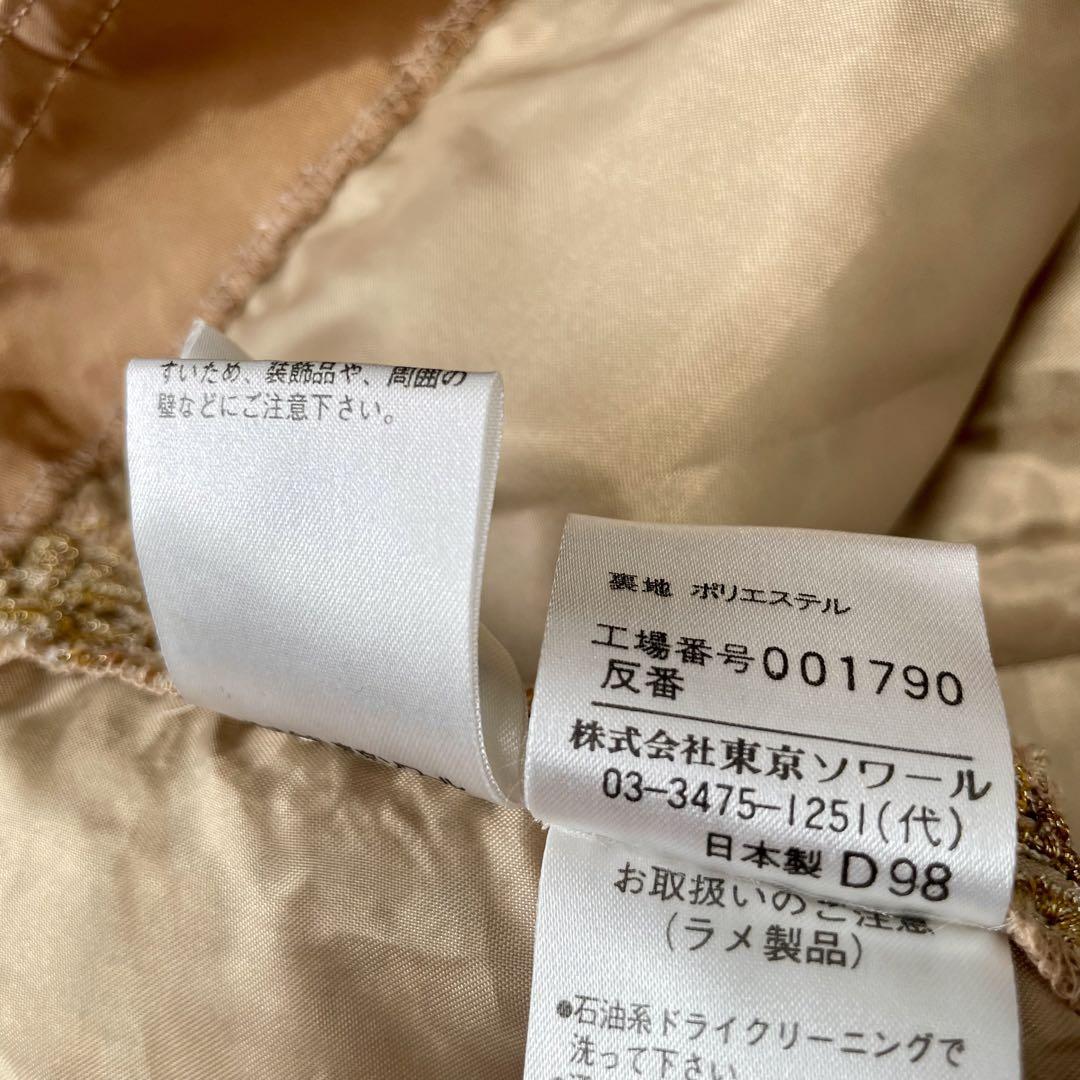 すいため、装飾品や、周囲の
壁などにご注意下さい。
裏地 ポリエステル
工場番号001790
反番
株式会社東京ソワール
03-3475-1251(代)
日本製 D98
お取扱いのご注意
(ラメ製品)
●石油系ドライクリーニングで
洗って下さい。